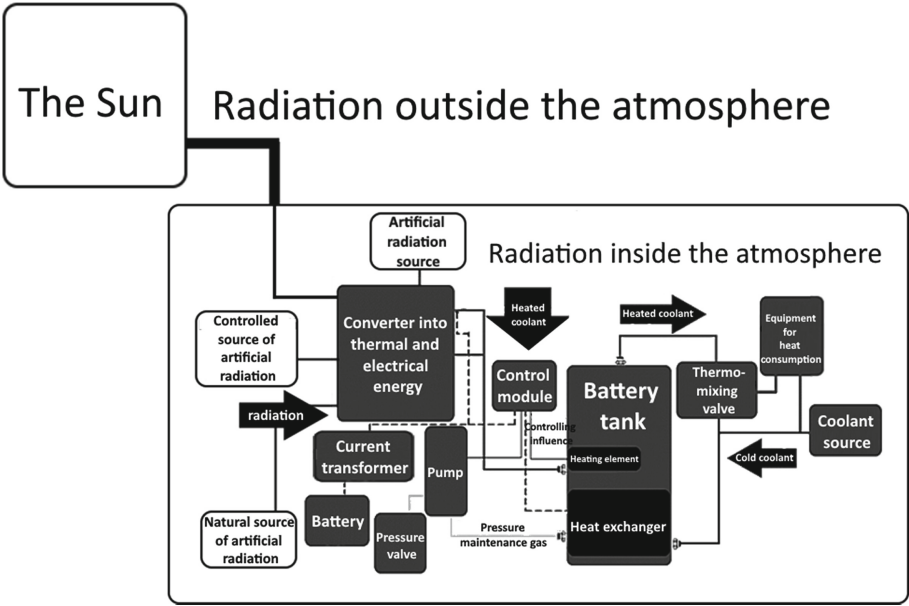 The Sun
Radiation outside the atmosphere
Artificial
radiation
source
Radiation inside the atmosphere
Controlled
source of
artificial
radiation
Converter into
thermal and
electrical
energy
Heated
coolant
Heated coolant
Equipment
for
heat
consumption
radiation
Control
module
Battery
tank
Thermo-
mixing
valve
Coolant
source
Controlling
influence
Current
transformer
Pump
Heating element
Cold coolant
Natural source
of artificial
radiation
Battery
Pressure
valve
Pressure
maintenance gas
Heat exchanger